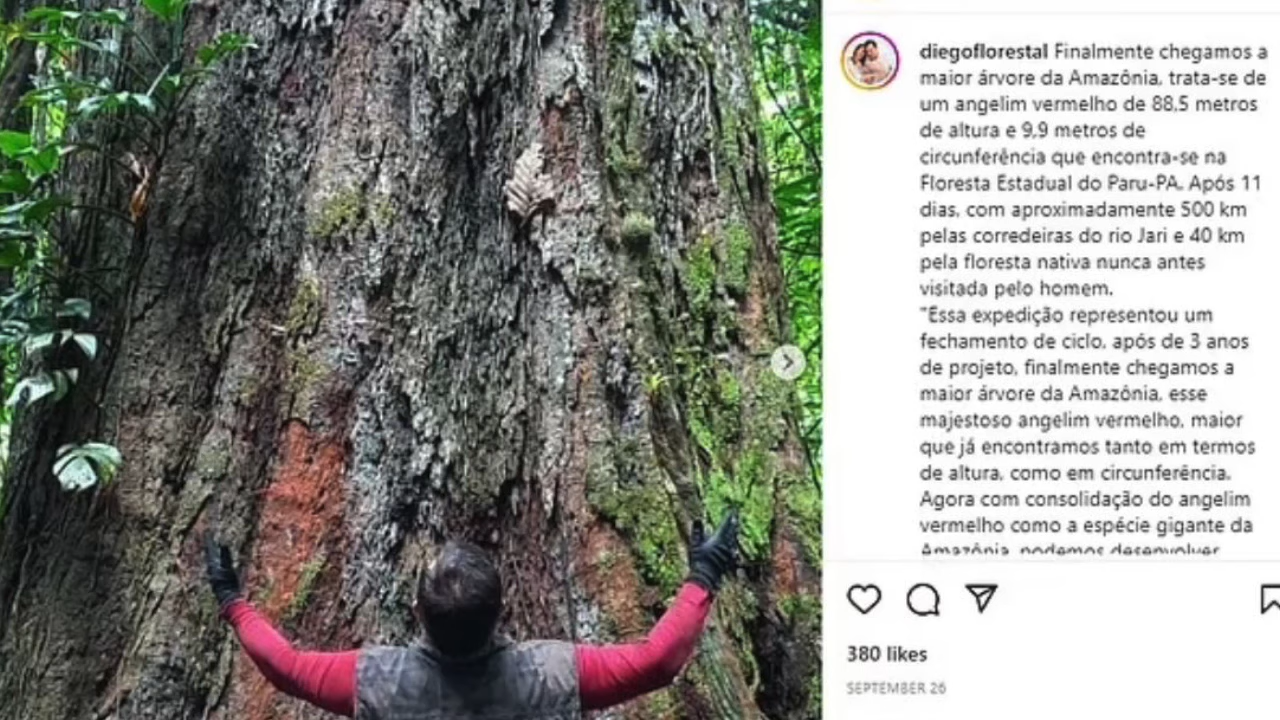 diegoflorestal Finalmente chegamos a
maior árvore da Amazônia, trata-se de
um angelim vermelho de 88,5 metros
de altura e 9,9 metros de
circunferência que encontra-se na
Floresta Estadual do Paru-PA. Após 11
dias, com aproximadamente 500 km
pelas corredeiras do rio Jari e 40 km
pela floresta nativa nunca antes
visitada pelo homem.
"Essa expedição representou um
fechamento de ciclo, após de 3 anos
de projeto, finalmente chegamos a
maior árvore da Amazônia, esse
majestoso angelim vermelho, maior
que já encontramos tanto em termos
de altura, como em circunferência.
Agora com consolidação do angelim
vermelho como a espécie gigante da
Amazônia, podemos desenvolver
380 likes
SEPTEMBER 26